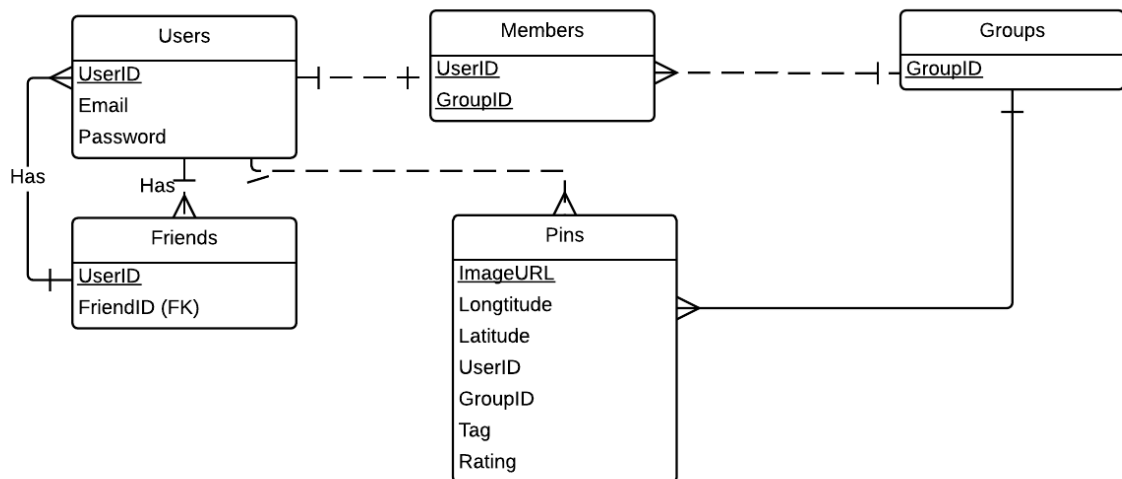 Users
UserID
Email
Password
Members
UserID
GroupID
Groups
GroupID
Has
Has
Friends
UserID
FriendID (FK)
Pins
ImageURL
Longtitude
Latitude
UserID
GroupID
Tag
Rating